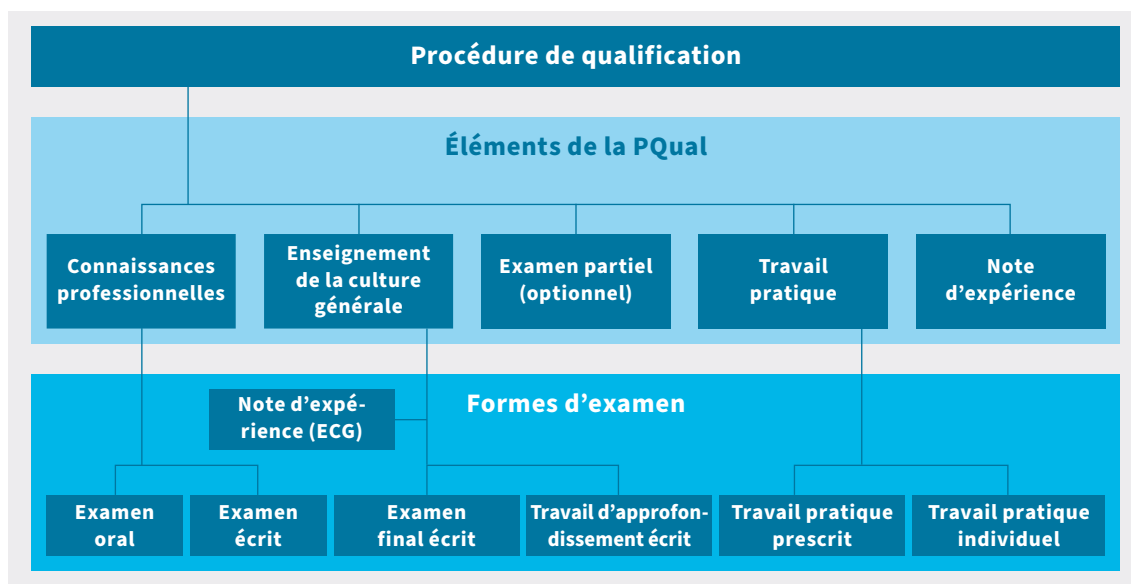 Procédure de qualification
Éléments de la PQual
Connaissances
professionnelles
Enseignement
de la culture
générale
Examen partiel
(optionnel)
Travail
pratique
Note
d'expérience
Formes d'examen
Note d'expé-
rience (ECG)
Examen
oral
Examen
écrit
Examen
final écrit
Travail d'approfon-
dissement écrit
Travail pratique
prescrit
Travail pratique
individuel